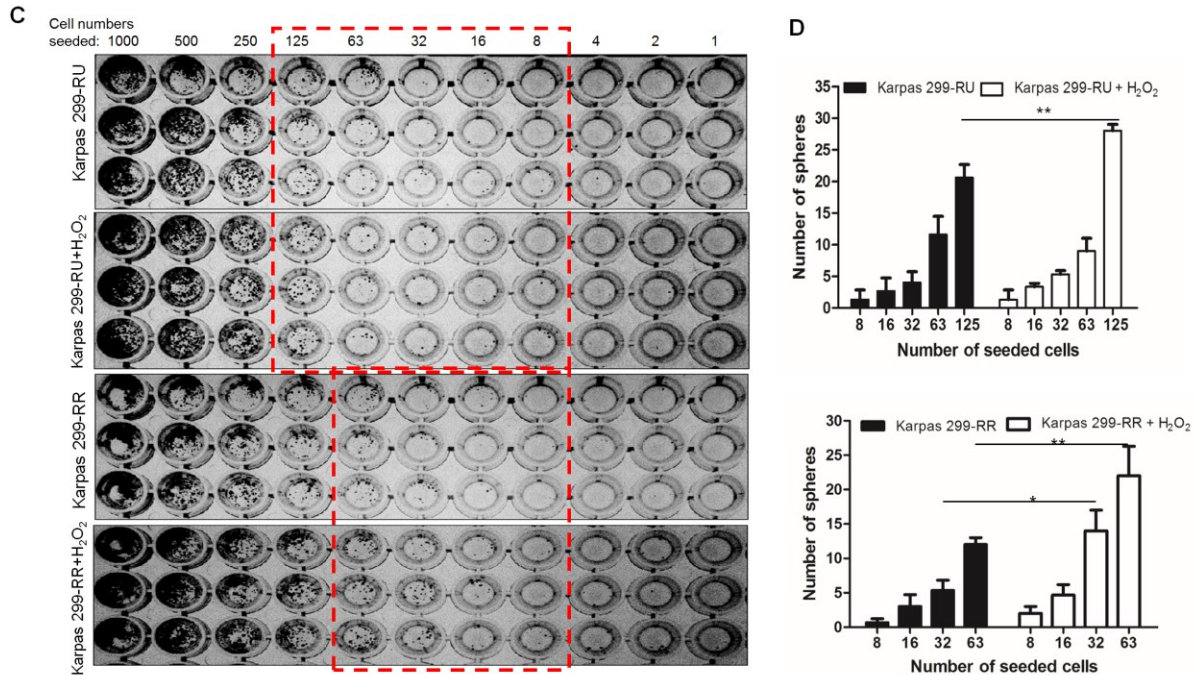 C
Cell numbers
seeded: 1000 500 250 125 63 32 16 8 4 2 1
Karpas 299-RU
Karpas 299-RU+H₂O₂
Karpas 299-RR
Karpas 299-RR+H₂O₂
D
Karpas 299-RU Karpas 299-RU + H₂O₂
**
35
30
25
20
15
10
5
0
Number of spheres
8 16 32 63 125 8 16 32 63 125
Number of seeded cells
Karpas 299-RR Karpas 299-RR + H₂O₂
**
*
30
25
20
15
10
5
0
Number of spheres
8 16 32 63 8 16 32 63
Number of seeded cells